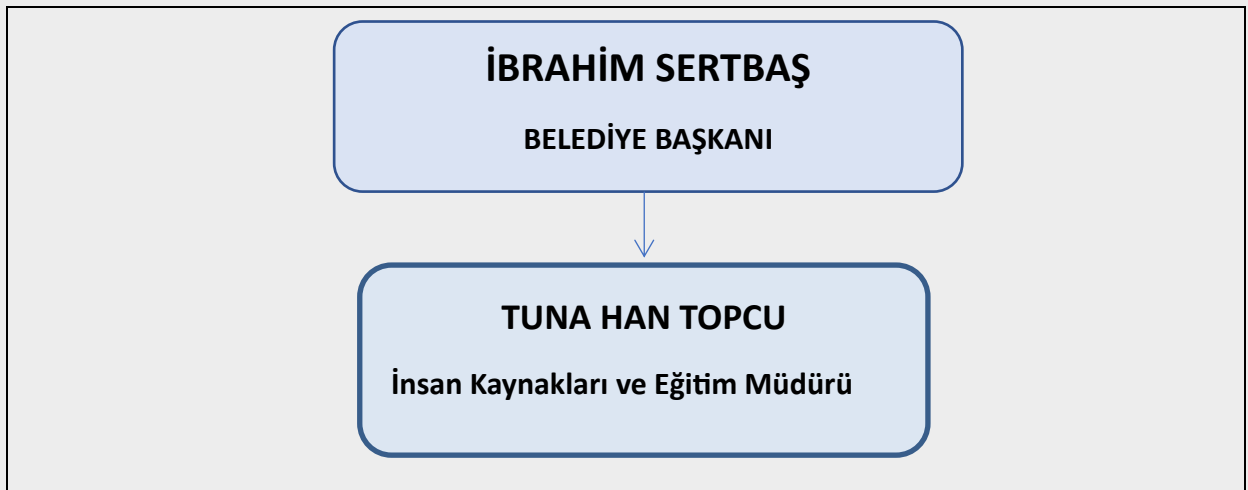 İBRAHİM SERTBAŞ
BELEDİYE BAŞKANI
TUNA HAN TOPCU
İnsan Kaynakları ve Eğitim Müdürü